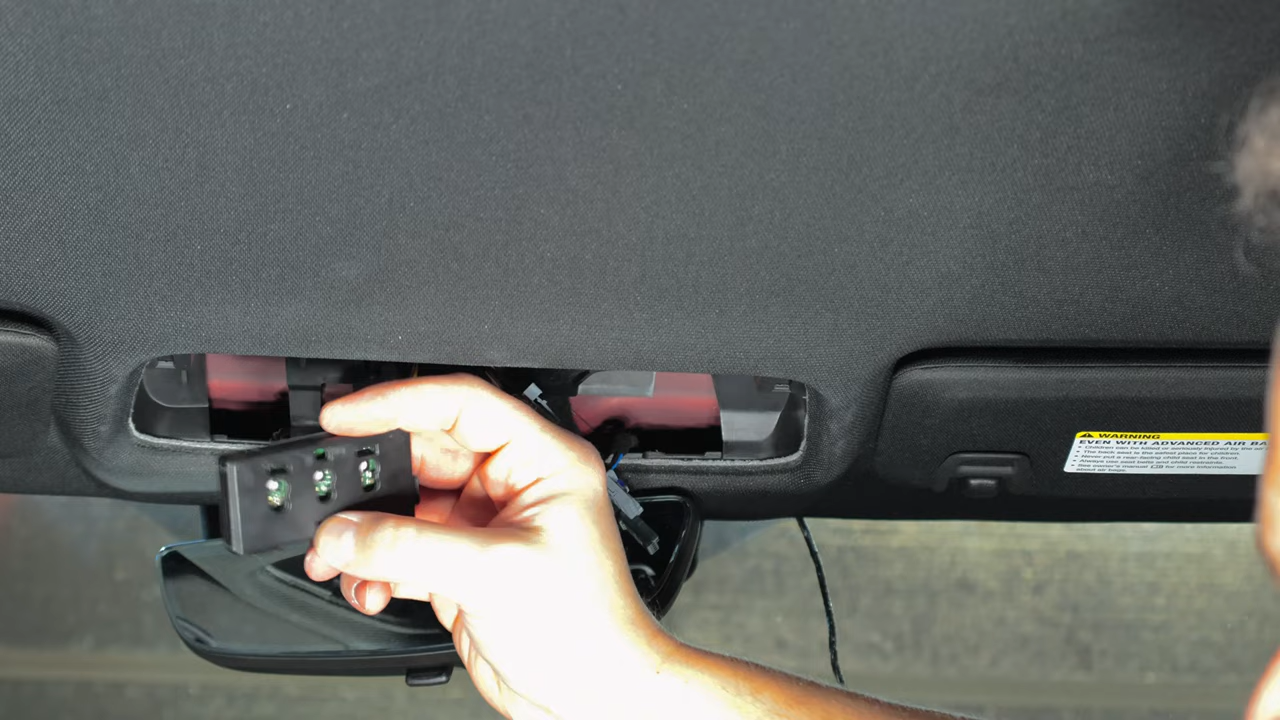 WARNING
EVEN WITH ADVANCED AIR BA
• Children can be killed or seriously injured by the air
• The back seat is the safest place for children.
• Never put a rear-facing child seat in the front.
• Always use seat belts and child restraints.
• See owner's manual for more information
about air bags.